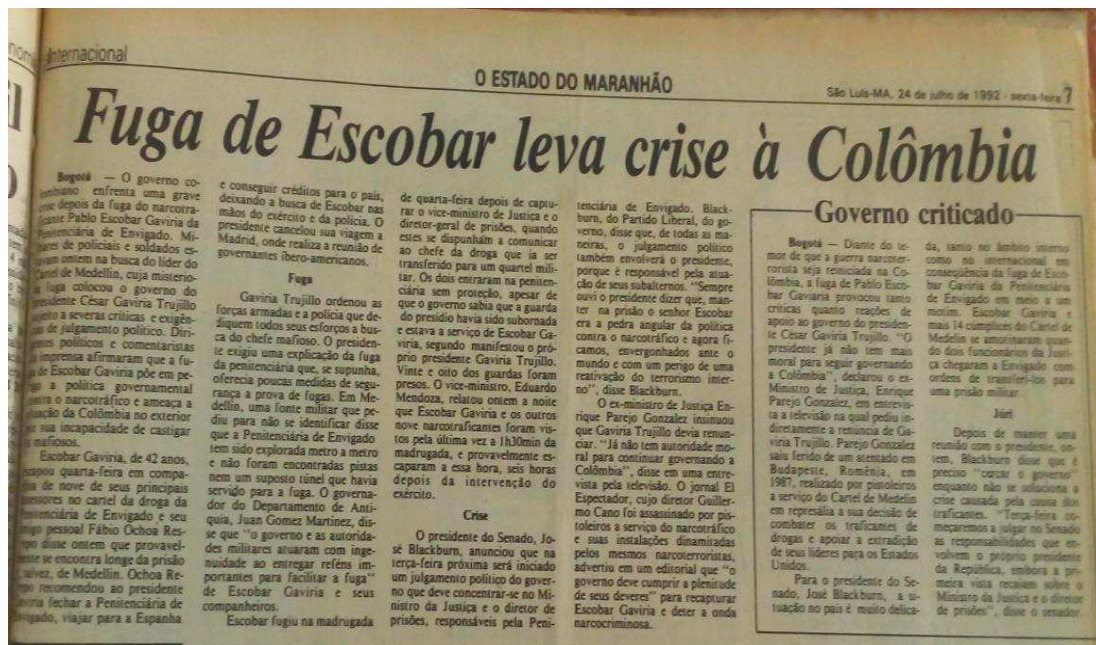 Internacional
O ESTADO DO MARANHÃO
São Luís-MA, 24 de julho de 1992 - sexta-feira 7
Fuga de Escobar leva crise à Colômbia
Bogotá — O governo co-
lombiano enfrenta uma grave
depois da fuga do narcotra-
ficante Pablo Escobar Gaviria da
Penitenciária de Envigado. Mi-
lhares de policiais e soldados es-
tavam ontem na busca do líder do
Cartel de Medellin, cuja misterio-
sa fuga colocou o governo do
presidente César Gaviria Trujillo
sujeito a severas críticas e exigên-
cias de julgamento político. Diri-
gentes políticos e comentaristas
da imprensa afirmaram que a fu-
ga de Escobar Gaviria põe em pe-
rigo a política governamental
contra o narcotráfico e ameaça a
situação da Colômbia no exterior
por sua incapacidade de castigar
mafiosos.
Escobar Gaviria, de 42 anos,
escapou quarta-feira em compa-
nhia de nove de seus principais
assessores no cartel da droga da
Penitenciária de Envigado e seu
amigo pessoal Fábio Ochoa Res-
trepo disse ontem que provavel-
mente se encontra longe da prisão
de Medellin. Ochoa Re-
trepo recomendou ao presidente
Gaviria fechar a Penitenciária de
Envigado, viajar para a Espanha
e conseguir créditos para o país,
deixando a busca de Escobar nas
mãos do exército e da polícia. O
presidente cancelou sua viagem a
Madrid, onde realiza a reunião de
governantes íbero-americanos.
Fuga
Gaviria Trujillo ordenou as
forças armadas e a polícia que de-
diquem todos seus esforços a bus-
ca do chefe mafioso. O presiden-
te exigiu uma explicação da fuga
da penitenciária que, se supunha,
oferecia poucas medidas de segu-
rança a prova de fugas. Em Me-
dellin, uma fonte militar que pe-
diu para não se identificar disse
que a Penitenciária de Envigado
tem sido explorada metro a metro
e não foram encontradas pistas
nem um suposto túnel que havia
servido para a fuga. O governa-
dor do Departamento de Anti-
quia, Juan Gomez Martinez, dis-
se que "o governo e as autorida-
des militares atuaram com inge-
nuidade ao entregar reféns im-
portantes para facilitar a fuga"
de Escobar Gaviria e seus
companheiros.
Escobar fugiu na madrugada
de quarta-feira depois de captu-
rar o vice-ministro de Justiça e o
diretor-geral de prisões, quando
estes se dispunham a comunicar
ao chefe da droga que ia ser
transferido para um quartel mili-
tar. Os dois entraram na peniten-
ciária sem proteção, apesar de
que o governo sabia que a guarda
do presídio havia sido subornada
e estava a serviço de Escobar Ga-
viria, segundo manifestou o pró-
prio presidente Gaviria Trujillo.
Vinte e oito dos guardas foram
presos. O vice-ministro, Eduardo
Mendoza, relatou ontem a noite
que Escobar Gaviria e os outros
nove narcotraficantes foram vis-
tos pela última vez a 1h30min da
madrugada, e provavelmente es-
caparam a essa hora, seis horas
depois da intervenção do
exército.
Crise
O presidente do Senado, Jo-
sé Blackburn, anunciou que na
terça-feira próxima será iniciado
um julgamento político do gover-
no que deve concentrar-se no Mi-
nistro da Justiça e o diretor de
prisões, responsáveis pela Peni-
tenciária de Envigado. Black-
burn, do Partido Liberal, do go-
verno, disse que, de todas as ma-
neiras, o julgamento político
também envolverá o presidente,
porque é responsável pela atua-
ção de seus subalternos. "Sempre
ouvi o presidente dizer que, man-
ter na prisão o senhor Escobar
era a pedra angular da política
contra o narcotráfico e agora fi-
camos, envergonhados ante o
mundo e com um perigo de uma
reativação do terrorismo inter-
no", disse Blackburn.
O ex-ministro de Justiça En-
rique Parejo Gonzalez insinuou
que Gaviria Trujillo devia renun-
ciar. "Já não tem autoridade mo-
ral para continuar governando a
Colômbia", disse em uma entre-
vista pela televisão. O jornal El
Espectador, cujo diretor Guiller-
mo Cano foi assassinado por pis-
toleiros a serviço do narcotráfico
e suas instalações dinamitadas
pelos mesmos narcoterroristas,
advertiu em um editorial que "o
governo deve cumprir a plenitude
de seus deveres" para recapturar
Escobar Gaviria e deter a onda
narcocriminosa.
Governo criticado
Bogotá — Diante do te-
mor de que a guerra narcoter-
rorista seja reiniciada na Co-
lômbia, a fuga de Pablo Esco-
bar Gaviaria provocou tanto
críticas quanto reações de
apoio ao governo do presiden-
te César Gaviria Trujillo. "O
presidente já não tem mais
moral para seguir governando
a Colômbia", declarou o ex-
Ministro de Justiça, Enrique
Parejo Gonzalez, em entrevis-
ta a televisão na qual pediu in-
diretamente a renuncia de Ga-
viria Trujillo. Parejo Gonzalez
saiu ferido de um atentado em
Budapeste, Romênia, em
1987, realizado por pistoleiros
a serviço do Cartel de Medelin
em represália a sua decisão de
combater os traficantes de
drogas e apoiar a extradição
de seus líderes para os Estados
Unidos.
Para o presidente do Se-
nado, José Blackburn, a si-
tuação no país é muito delica-
da, tanto no âmbito interno
como no internacional em
conseqüência da fuga de Esco-
bar Gaviria da Penitenciária
de Envigado em meio a um
motim. Escobar Gaviria e
mais 14 cúmplices do Cartel de
Medelin se amotinaram quan-
do dois funcionários da Justi-
ça chegaram a Envigado com
ordens de transferi-los para
uma prisão militar.
Júri
Depois de manter uma
reunião com o presidente, on-
tem, Blackburn disse que é
preciso "cercar o governo"
enquanto não se soluciona a
crise causada pela causa dos
traficantes. "Terça-feira co-
meçaremos a julgar no Senado
as responsabilidades que en-
volvem o próprio presidente
da República, embora a pri-
meira vista recaiam sobre o
Ministro da Justiça e o diretor
de prisões", disse o senador.